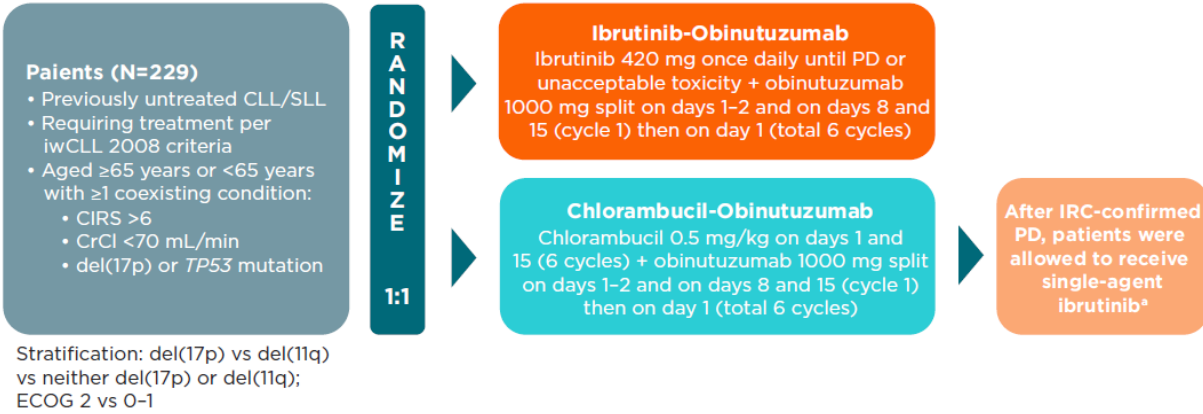 Paients (N=229)
• Previously untreated CLL/SLL
• Requiring treatment per
iwCLL 2008 criteria
• Aged ≥65 years or <65 years
with ≥1 coexisting condition:
• CIRS >6
• CrCl <70 mL/min
• del(17p) or TP53 mutation
Stratification: del(17p) vs del(11q)
vs neither del(17p) or del(11q);
ECOG 2 vs 0–1
RANDOMIZE
1:1
Ibrutinib-Obinutuzumab
Ibrutinib 420 mg once daily until PD or
unacceptable toxicity + obinutuzumab
1000 mg split on days 1–2 and on days 8 and
15 (cycle 1) then on day 1 (total 6 cycles)
Chlorambucil-Obinutuzumab
Chlorambucil 0.5 mg/kg on days 1 and
15 (6 cycles) + obinutuzumab 1000 mg split
on days 1–2 and on days 8 and 15 (cycle 1)
then on day 1 (total 6 cycles)
After IRC-confirmed
PD, patients were
allowed to receive
single-agent
ibrutinibᵃ